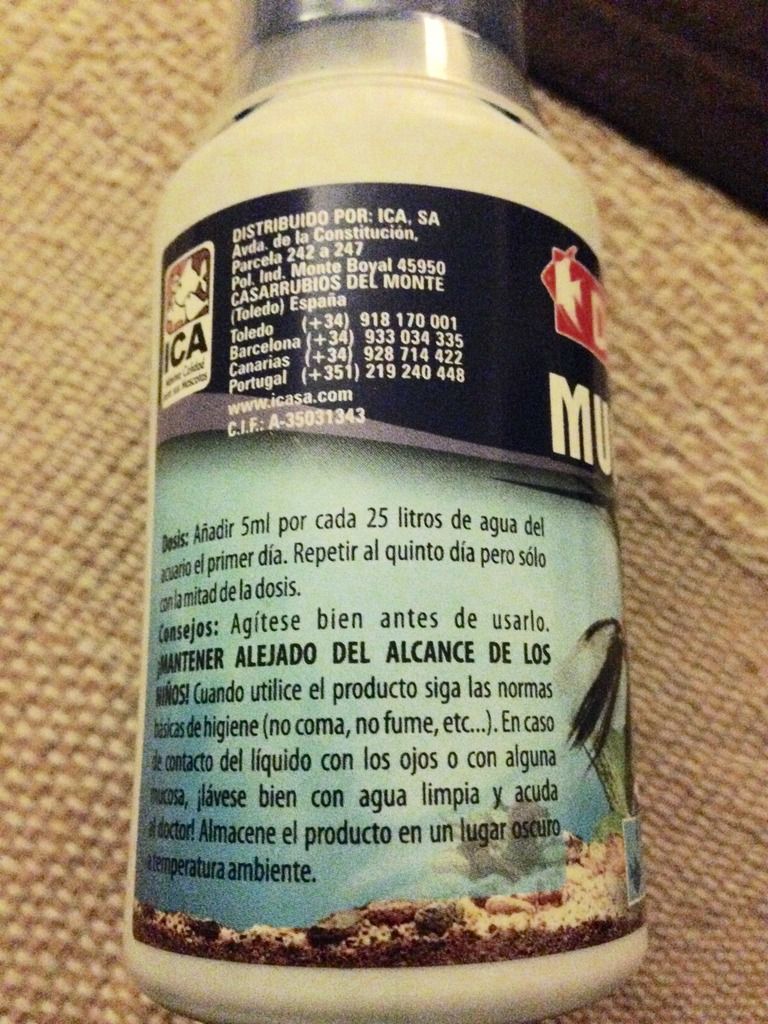 DISTRIBUIDO POR: ICA, SA
Avda. de la Constitución,
Parcela 242 a 247
Pol. Ind. Monte Boyal 45950
CASARRUBIOS DEL MONTE
(Toledo) España
Toledo (+34) 918 170 001
Barcelona (+34) 933 034 335
Canarias (+34) 928 714 422
Portugal (+351) 219 240 448
www.icasa.com
C.I.F.: A-35031343
ICA
MU
Dosis: Añadir 5ml por cada 25 litros de agua del
acuario el primer día. Repetir al quinto día pero sólo
con la mitad de la dosis.
Consejos: Agítese bien antes de usarlo.
¡MANTENER ALEJADO DEL ALCANCE DE LOS
NIÑOS! Cuando utilice el producto siga las normas
básicas de higiene (no coma, no fume, etc...). En caso
de contacto del líquido con los ojos o con alguna
mucosa, ¡lávese bien con agua limpia y acuda
al doctor! Almacene el producto en un lugar oscuro
a temperatura ambiente.